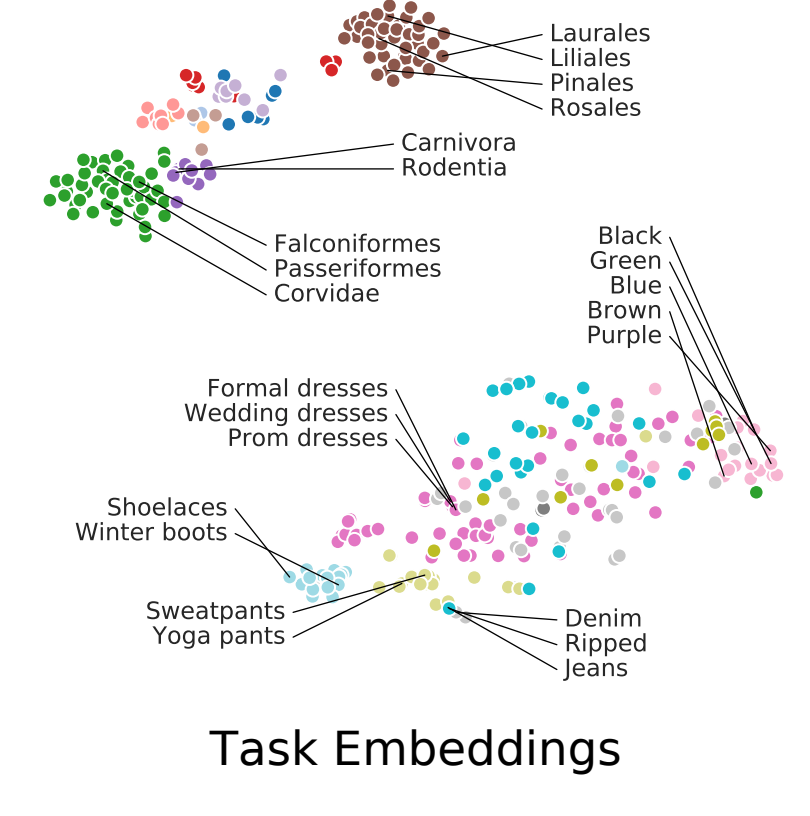 Laurales
Liliales
Pinales
Rosales
Carnivora
Rodentia
Falconiformes
Passeriformes
Corvidae
Black
Green
Blue
Brown
Purple
Formal dresses
Wedding dresses
Prom dresses
Shoelaces
Winter boots
Sweatpants
Yoga pants
Denim
Ripped
Jeans
Task Embeddings